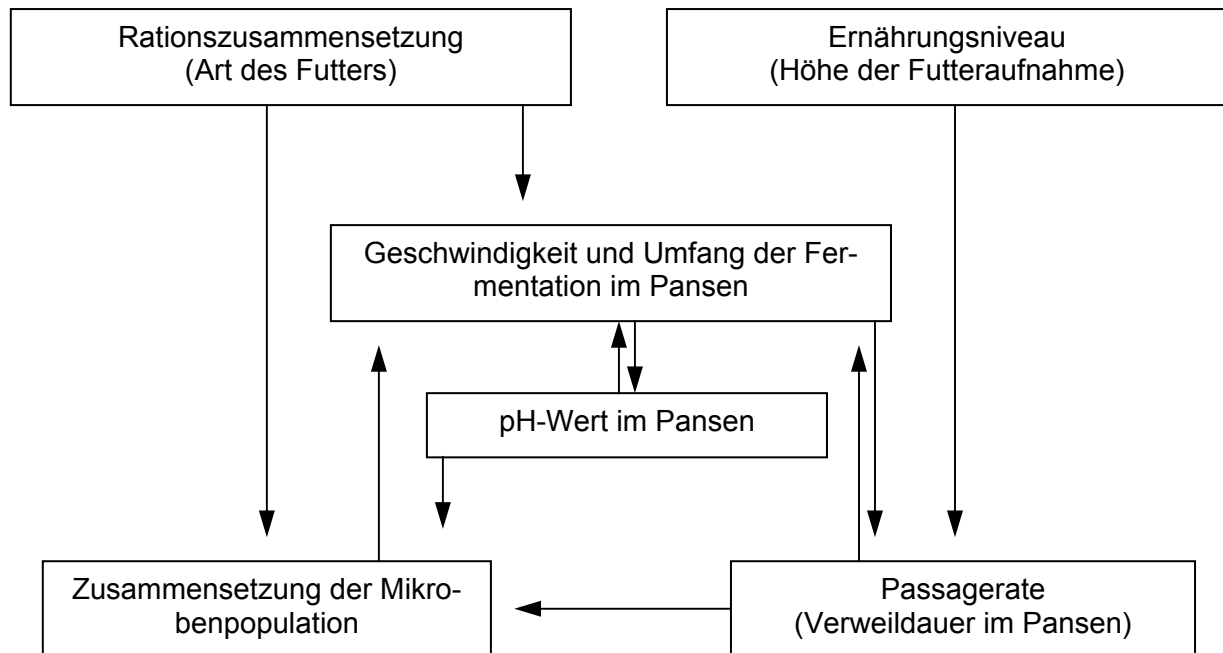 Rationszusammensetzung
(Art des Futters)
Ernährungsniveau
(Höhe der Futteraufnahme)
Geschwindigkeit und Umfang der Fer-
mentation im Pansen
pH-Wert im Pansen
Zusammensetzung der Mikro-
benpopulation
Passagerate
(Verweildauer im Pansen)